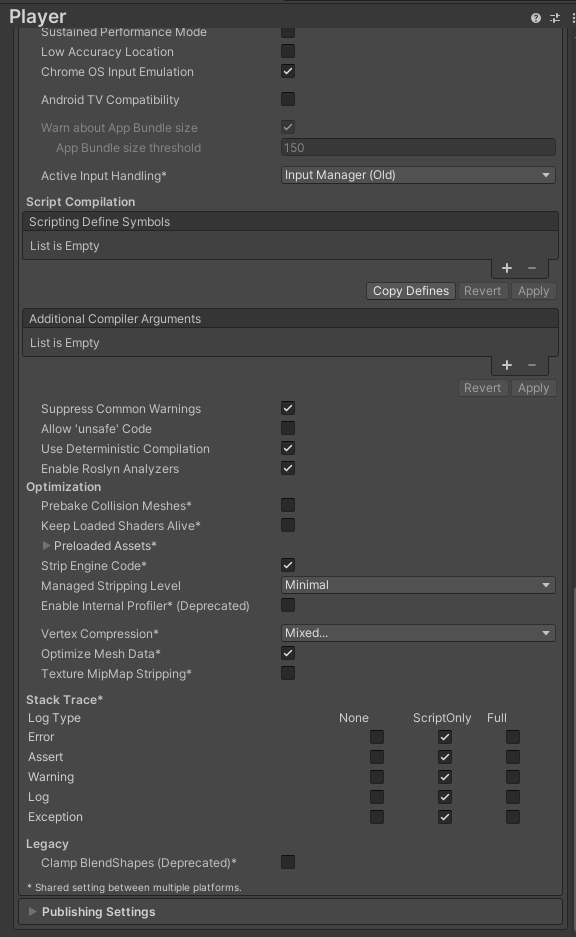 Player
Sustained Performance Mode
Low Accuracy Location
Chrome OS Input Emulation
Android TV Compatibility
Warn about App Bundle size
App Bundle size threshold 150
Active Input Handling* Input Manager (Old)
Script Compilation
Scripting Define Symbols
List is Empty
+ −
Copy Defines Revert Apply
Additional Compiler Arguments
List is Empty
+ −
Revert Apply
Suppress Common Warnings
Allow 'unsafe' Code
Use Deterministic Compilation
Enable Roslyn Analyzers
Optimization
Prebake Collision Meshes*
Keep Loaded Shaders Alive*
Preloaded Assets*
Strip Engine Code*
Managed Stripping Level Minimal
Enable Internal Profiler* (Deprecated)
Vertex Compression* Mixed...
Optimize Mesh Data*
Texture MipMap Stripping*
Stack Trace*
Log Type None ScriptOnly Full
Error
Assert
Warning
Log
Exception
Legacy
Clamp BlendShapes (Deprecated)*
* Shared setting between multiple platforms.
Publishing Settings